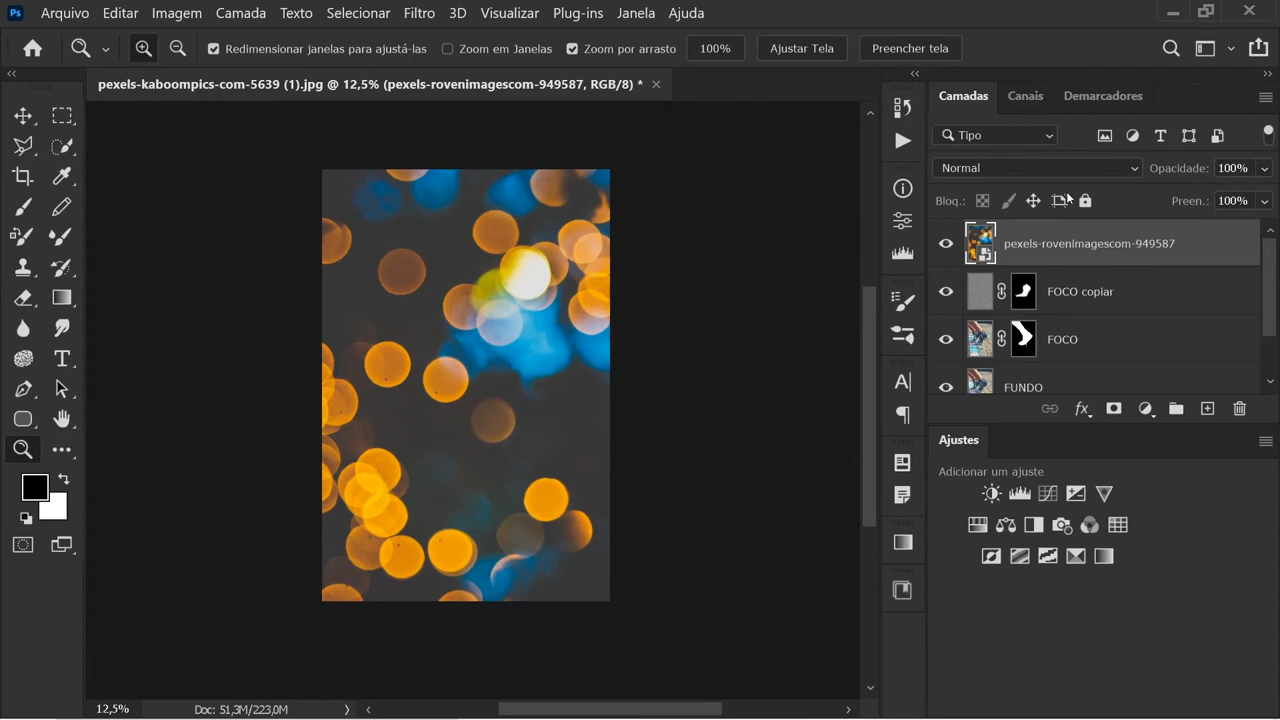 Ps Arquivo Editar Imagem Camada Texto Selecionar Filtro 3D Visualizar Plug-ins Janela Ajuda
Redimensionar janelas para ajustá-las Zoom em Janelas Zoom por arrasto 100% Ajustar Tela Preencher tela
pexels-kaboompics-com-5639 (1).jpg @ 12,5% (pexels-rovenimagescom-949587, RGB/8) *
Camadas Canais Demarcadores
Tipo
Normal Opacidade: 100%
Bloq.: Preen.: 100%
pexels-rovenimagescom-949587
FOCO copiar
FOCO
FUNDO
Ajustes
Adicionar um ajuste
12,5% Doc: 51,3M/223,0M